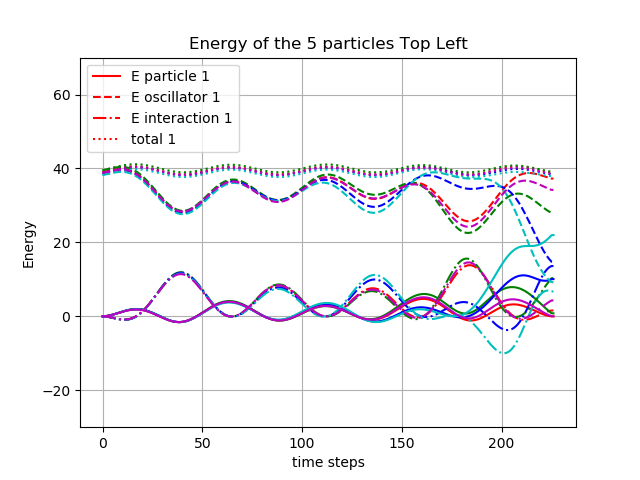 Energy of the 5 particles Top Left
E particle 1
E oscillator 1
E interaction 1
total 1
60
40
20
0
−20
Energy
0
50
100
150
200
time steps